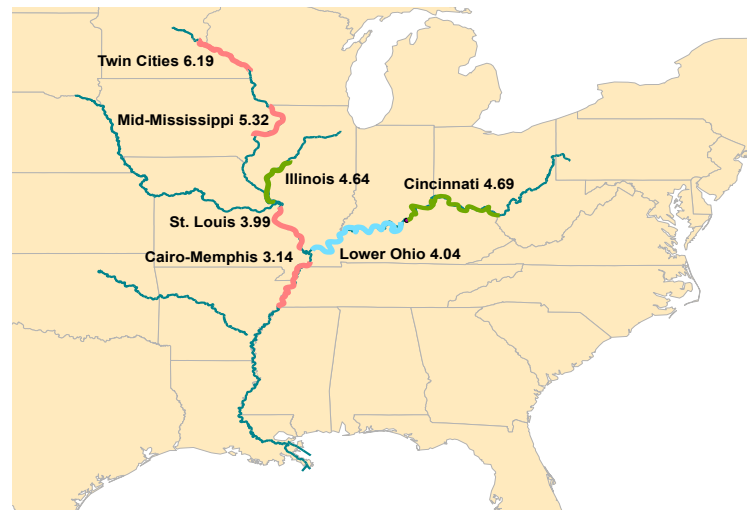 Twin Cities 6.19
Mid-Mississippi 5.32
Illinois 4.64
Cincinnati 4.69
St. Louis 3.99
Cairo-Memphis 3.14
Lower Ohio 4.04